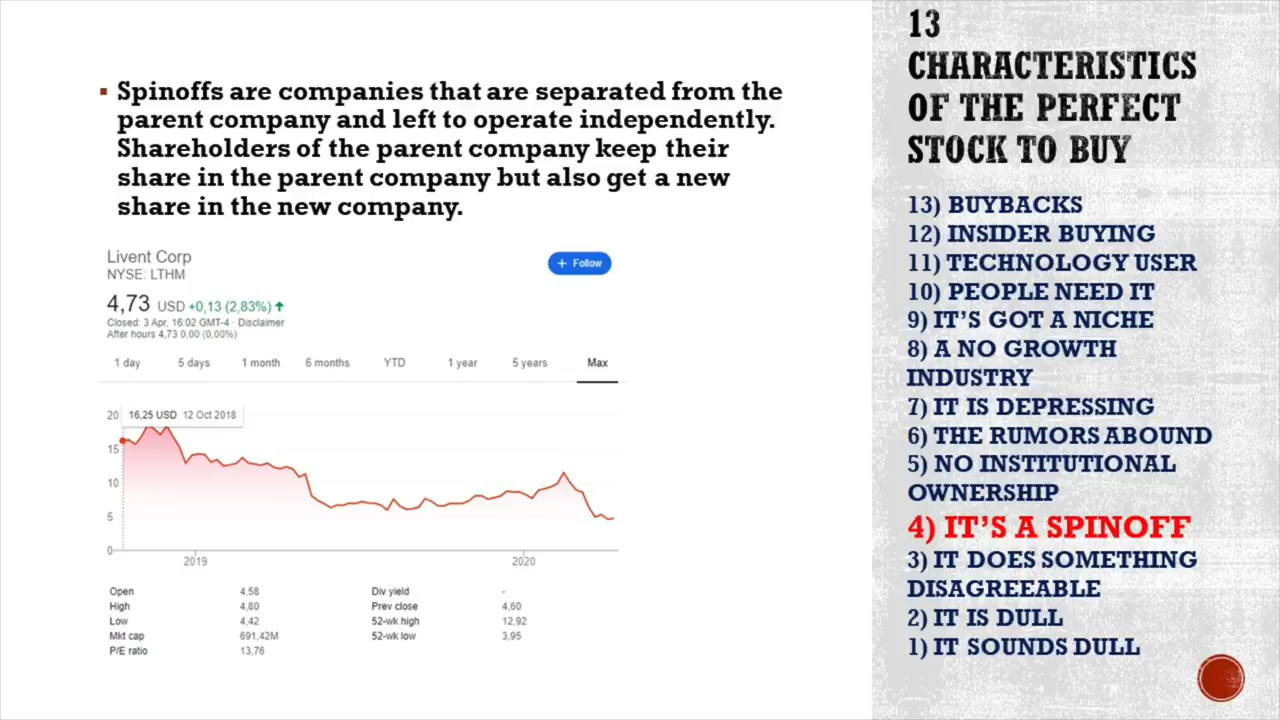 Spinoffs are companies that are separated from the
parent company and left to operate independently.
Shareholders of the parent company keep their
share in the parent company but also get a new
share in the new company.
Livent Corp
NYSE: LTHM
+ Follow
4,73 USD +0,13 (2,83%) ↑
Closed: 3 Apr, 16:02 GMT-4 · Disclaimer
After hours 4,73 0,00 (0,00%)
1 day 5 days 1 month 6 months YTD 1 year 5 years Max
16,25 USD 12 Oct 2018
20
15
10
5
0
2019 2020
Open 4,58 Div yield -
High 4,80 Prev close 4,60
Low 4,42 52-wk high 12,92
Mkt cap 691,42M 52-wk low 3,95
P/E ratio 13,76
13
CHARACTERISTICS
OF THE PERFECT
STOCK TO BUY
13) BUYBACKS
12) INSIDER BUYING
11) TECHNOLOGY USER
10) PEOPLE NEED IT
9) IT'S GOT A NICHE
8) A NO GROWTH
INDUSTRY
7) IT IS DEPRESSING
6) THE RUMORS ABOUND
5) NO INSTITUTIONAL
OWNERSHIP
4) IT'S A SPINOFF
3) IT DOES SOMETHING
DISAGREEABLE
2) IT IS DULL
1) IT SOUNDS DULL